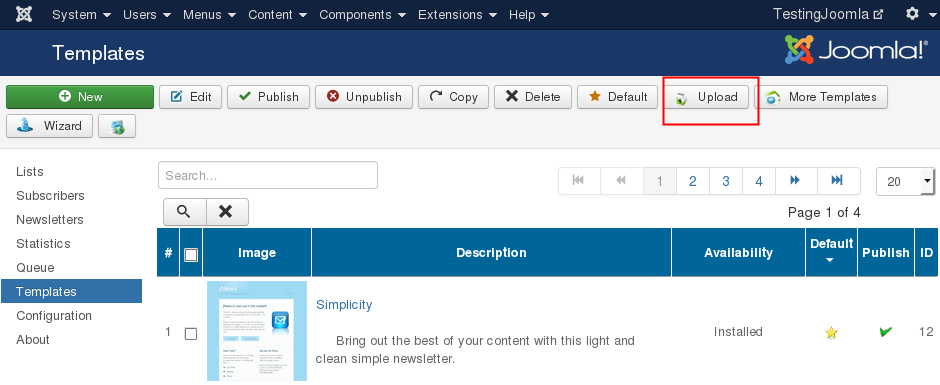 System Users Menus Content Components Extensions Help TestingJoomla
Templates Joomla!
New Edit Publish Unpublish Copy Delete Default Upload More Templates
Wizard
Lists
Subscribers
Newsletters
Statistics
Queue
Templates
Configuration
About
Search...
1 2 3 4 20
Page 1 of 4
# Image Description Availability Default Publish ID
1 Simplicity Installed 12
Bring out the best of your content with this light and
clean simple newsletter.